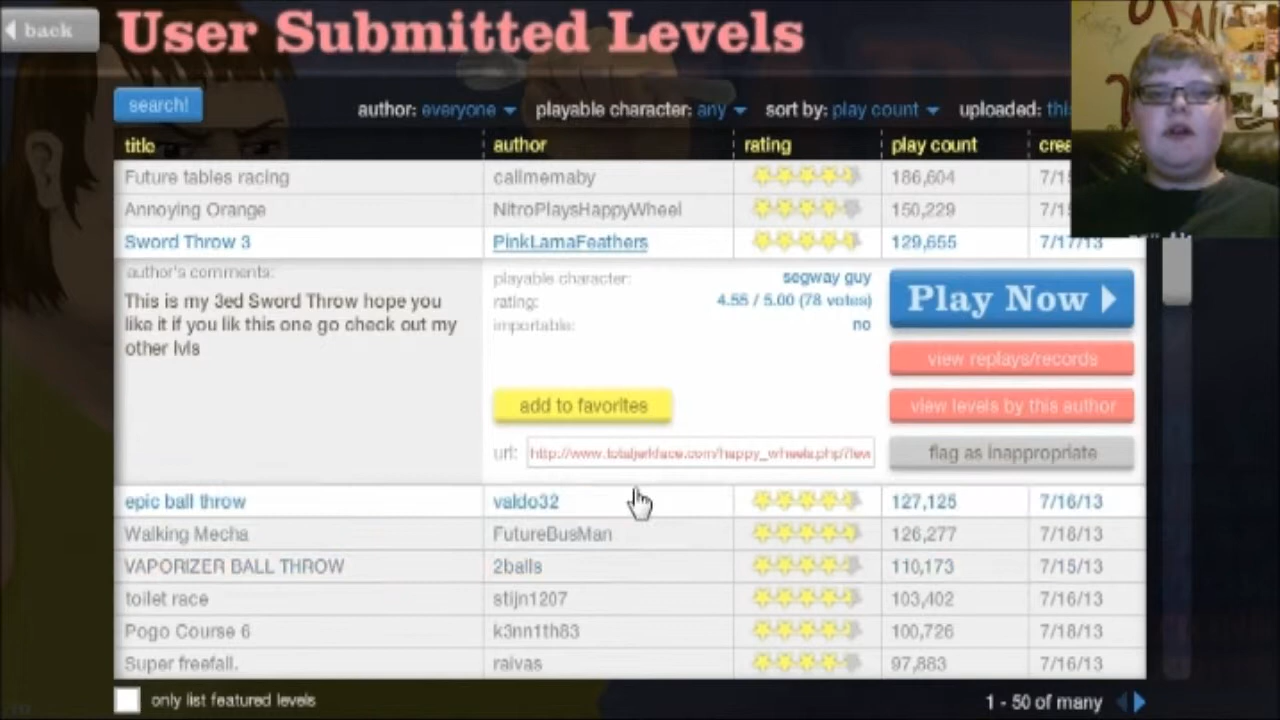 back
User Submitted Levels
search!
author: everyone playable character: any sort by: play count uploaded:
title author rating play count
Future tables racing callmemaby 186,604
Annoying Orange NitroPlaysHappyWheel 150,229
Sword Throw 3 PinkLamaFeathers 129,655 7/17/13
author's comments:
This is my 3ed Sword Throw hope you
like it if you lik this one go check out my
other lvls
playable character: segway guy
rating: 4.55 / 5.00 (78 votes)
importable: no
add to favorites
url: http://www.totaljerkface.com/happy_wheels.php?lev
Play Now
view replays/records
view levels by this author
flag as inappropriate
epic ball throw valdo32 127,125 7/16/13
Walking Mecha FutureBusMan 126,277 7/18/13
VAPORIZER BALL THROW 2balls 110,173 7/15/13
toilet race stijn1207 103,402 7/16/13
Pogo Course 6 k3nn1th83 100,726 7/18/13
Super freefall. raivas 97,883 7/16/13
only list featured levels
1 - 50 of many